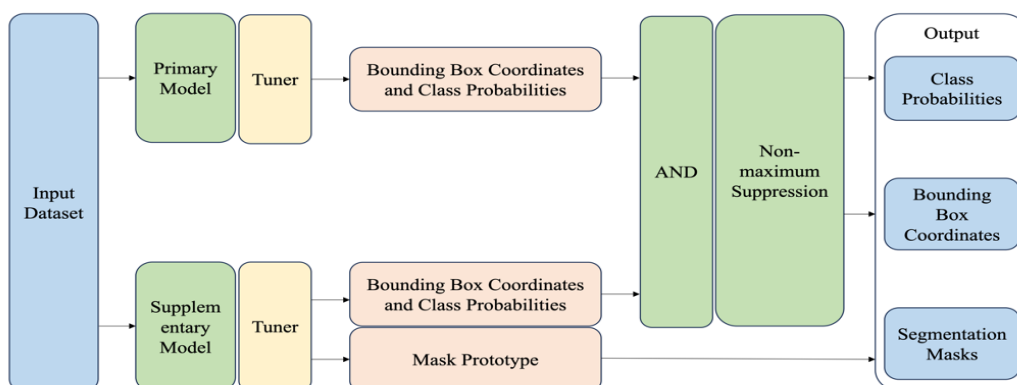 Input
Dataset
Primary
Model
Tuner
Bounding Box Coordinates
and Class Probabilities
Supplem
entary
Model
Tuner
Bounding Box Coordinates
and Class Probabilities
Mask Prototype
AND
Non-
maximum
Suppression
Output
Class
Probabilities
Bounding
Box
Coordinates
Segmentation
Masks